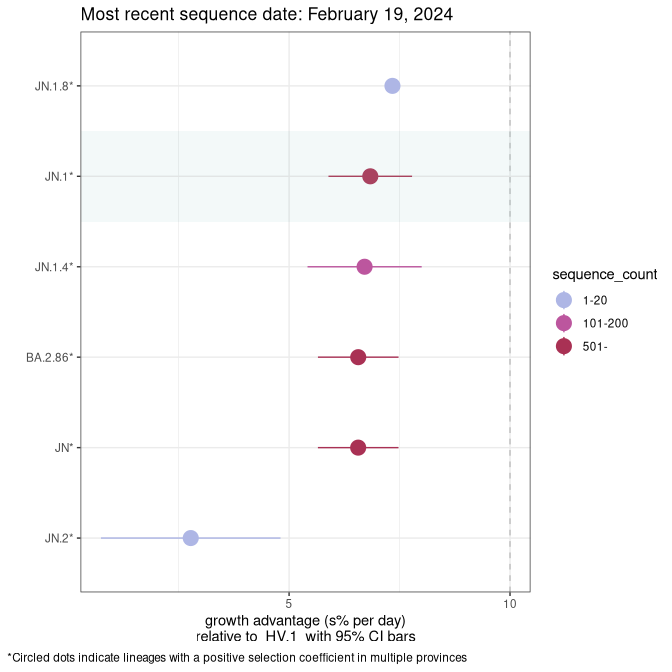 Most recent sequence date: February 19, 2024
JN.1.8*
JN.1*
JN.1.4*
BA.2.86*
JN*
JN.2*
5
10
growth advantage (s% per day)
relative to  HV.1  with 95% CI bars
sequence_count
1-20
101-200
501-
*Circled dots indicate lineages with a positive selection coefficient in multiple provinces